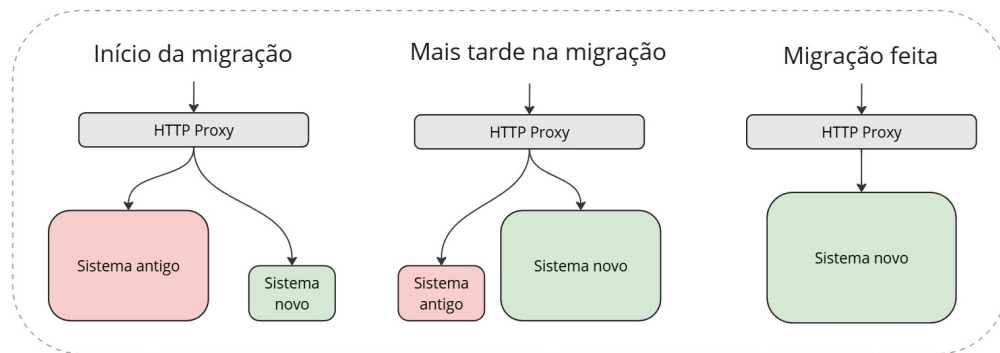 Início da migração
HTTP Proxy
Sistema antigo
Sistema
novo
Mais tarde na migração
HTTP Proxy
Sistema
antigo
Sistema novo
Migração feita
HTTP Proxy
Sistema novo